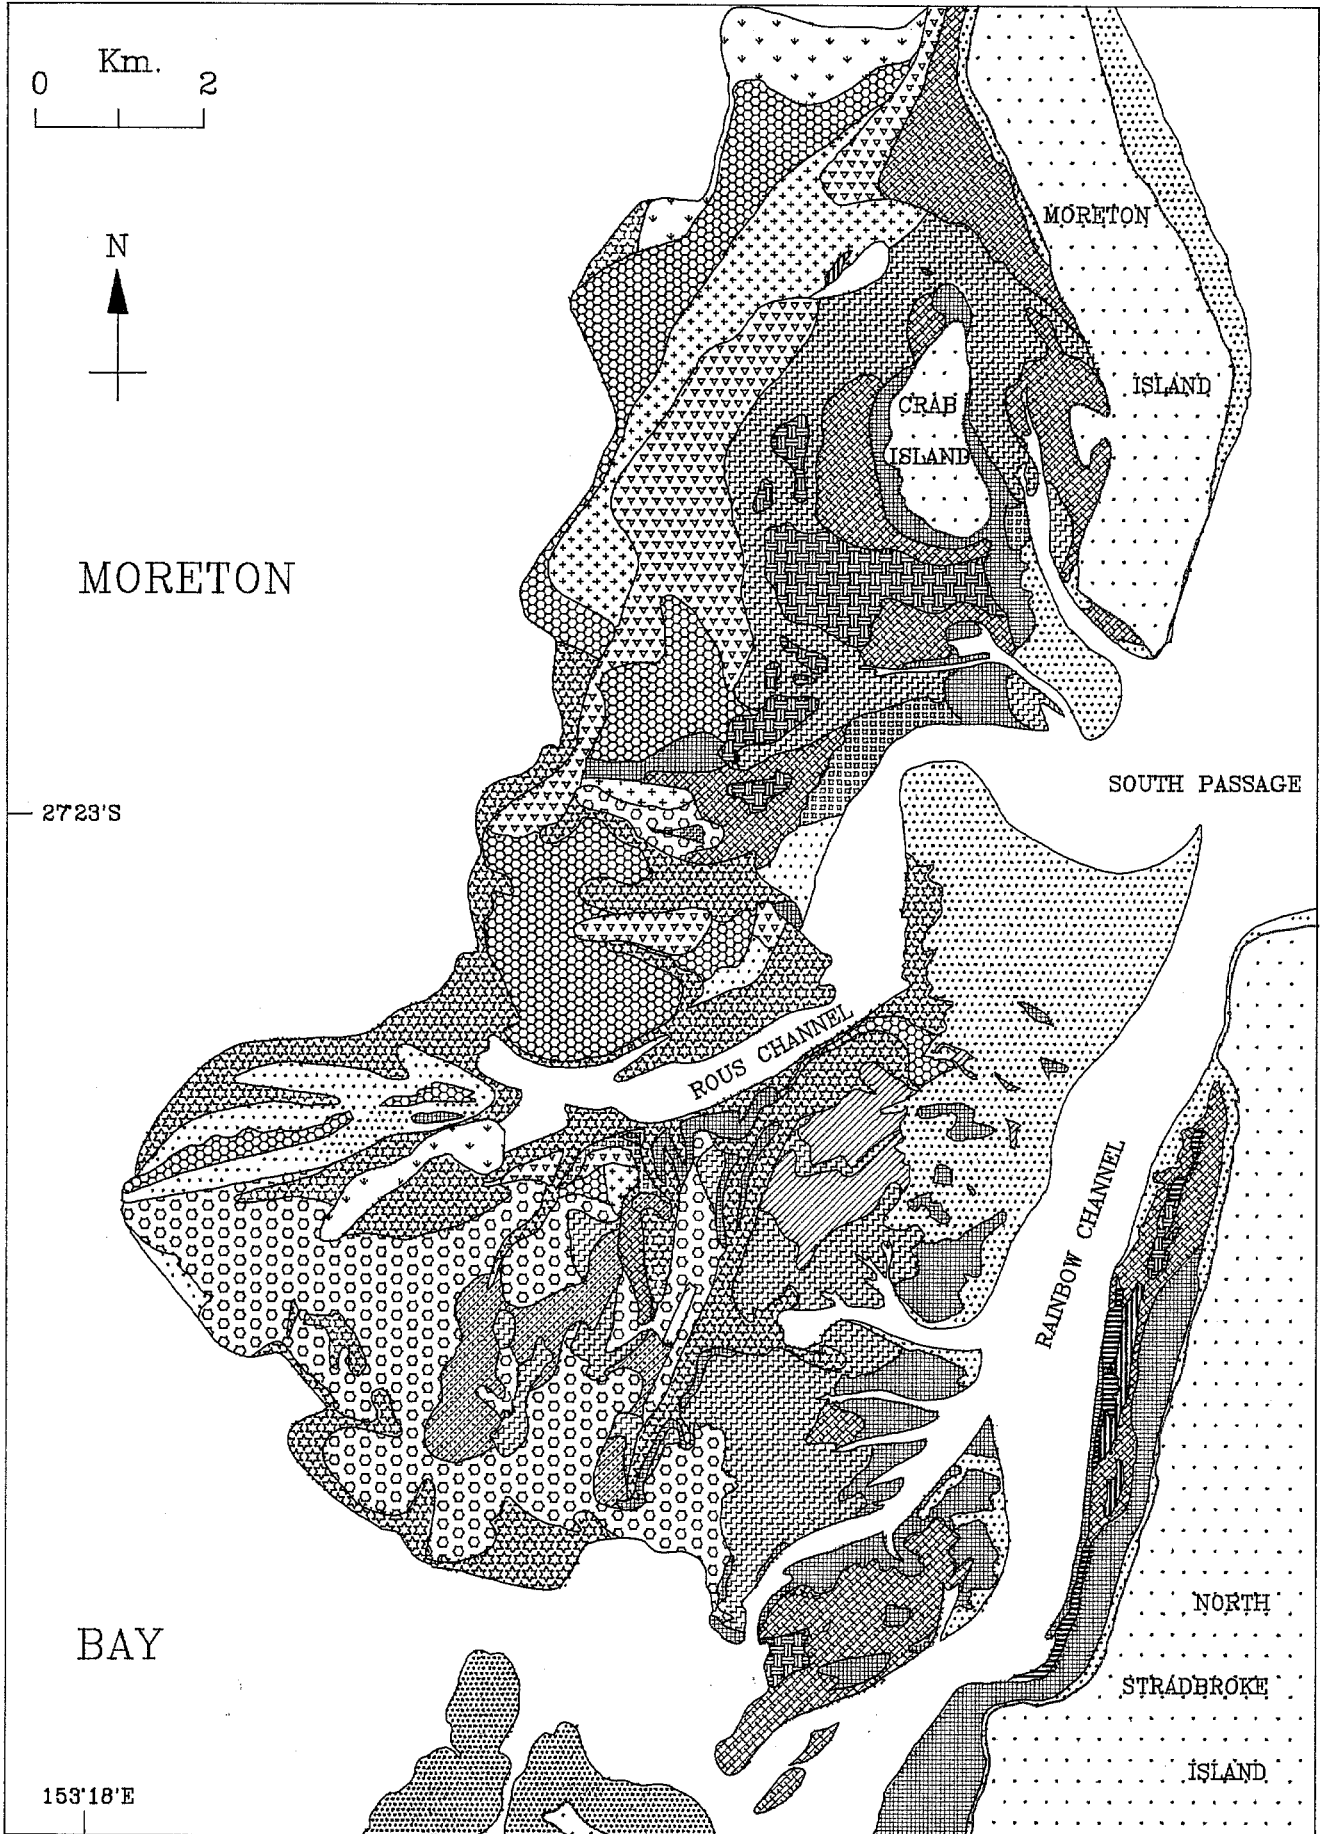 Km.
0 2
N
MORETON
ISLAND
CRAB
ISLAND
MORETON
SOUTH PASSAGE
27°23'S
ROUS CHANNEL
RAINBOW CHANNEL
NORTH
BAY
STRADBROKE
ISLAND
153°18'E